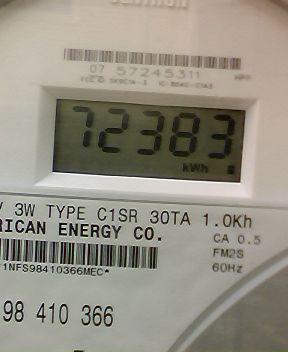 07 57245311
72383
kWh
3W TYPE C1SR 30TA 1.0Kh
RICAN ENERGY CO.
CA 0.5
FM2S
60Hz
1NFS98410366MEC*
98 410 366